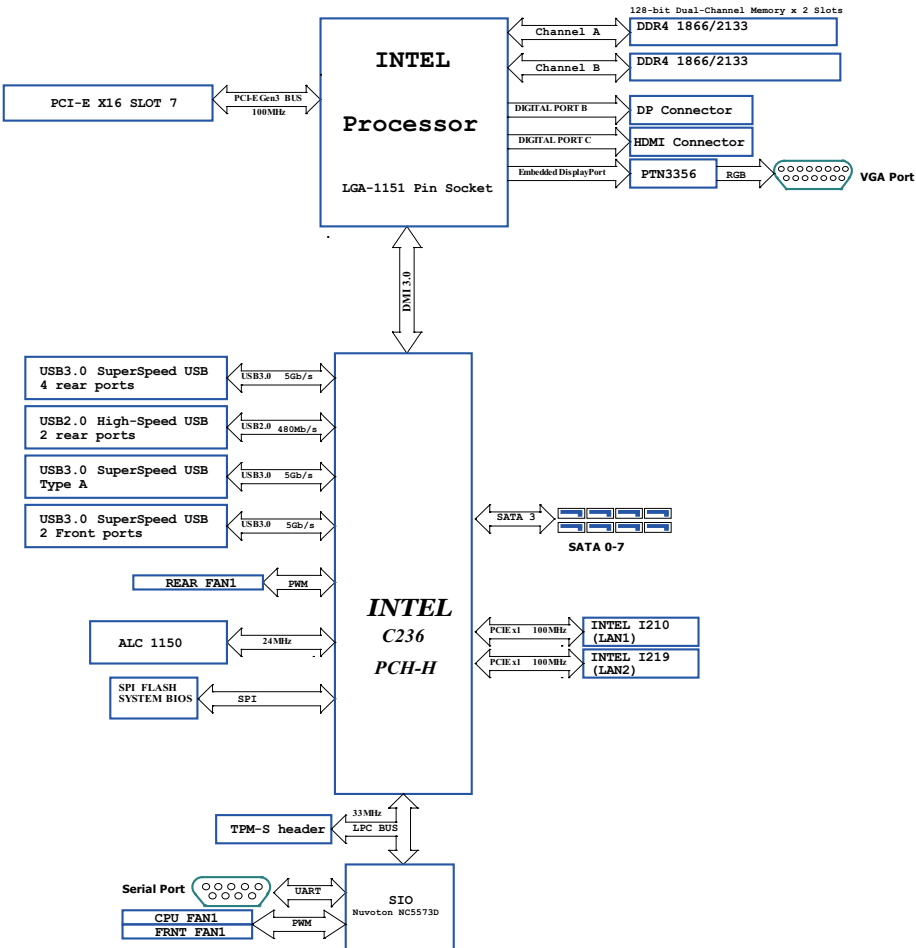 128-bit Dual-Channel Memory x 2 Slots
INTEL
Processor
LGA-1151 Pin Socket
Channel A
DDR4 1866/2133
Channel B
DDR4 1866/2133
PCI-E X16 SLOT 7
PCI-E Gen3 BUS
100MHz
DIGITAL PORT B
DP Connector
DIGITAL PORT C
HDMI Connector
Embedded DisplayPort
PTN3356
RGB
VGA Port
DMI 3.0
USB3.0 SuperSpeed USB
4 rear ports
USB3.0 5Gb/s
USB2.0 High-Speed USB
2 rear ports
USB2.0 480Mb/s
USB3.0 SuperSpeed USB
Type A
USB3.0 5Gb/s
USB3.0 SuperSpeed USB
2 Front ports
USB3.0 5Gb/s
REAR FAN1
PWM
ALC 1150
24MHz
SPI FLASH
SYSTEM BIOS
SPI
INTEL
C236
PCH-H
SATA 3
SATA 0-7
PCIE x1 100MHz
INTEL I210
(LAN1)
PCIE x1 100MHz
INTEL I219
(LAN2)
33MHz
LPC BUS
TPM-S header
Serial Port
UART
SIO
Nuvoton NC5573D
CPU FAN1
FRNT FAN1
PWM